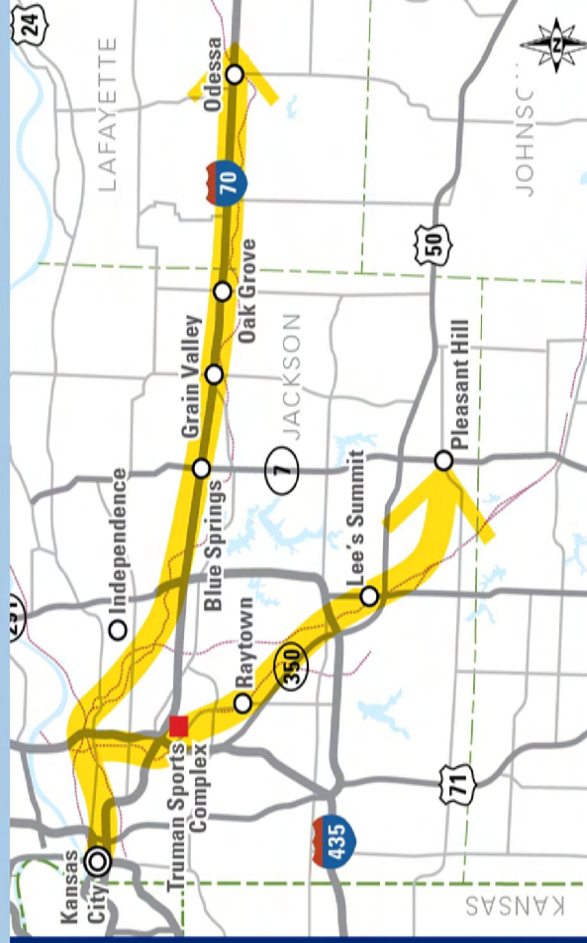 24
Kansas
City
LAFAYETTE
Independence
Truman Sports
Complex
Grain Valley
Blue Springs
Odessa
70
Raytown
Oak Grove
7
JACKSON
350
435
Lee's Summit
50
71
Pleasant Hill
KANSAS
N